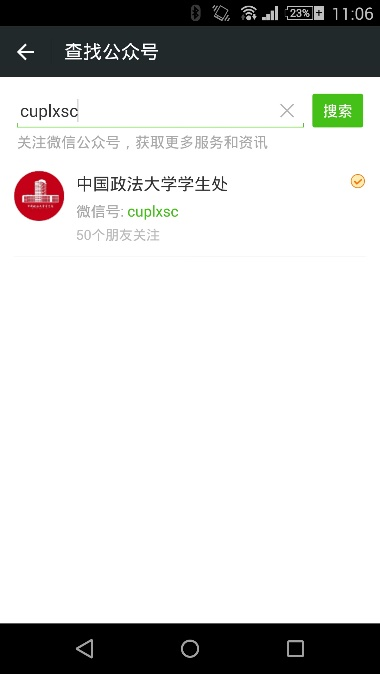 23% 11:06
查找公众号
cuplxsc 搜索
关注微信公众号，获取更多服务和资讯
中国政法大学学生处
微信号: cuplxsc
50个朋友关注